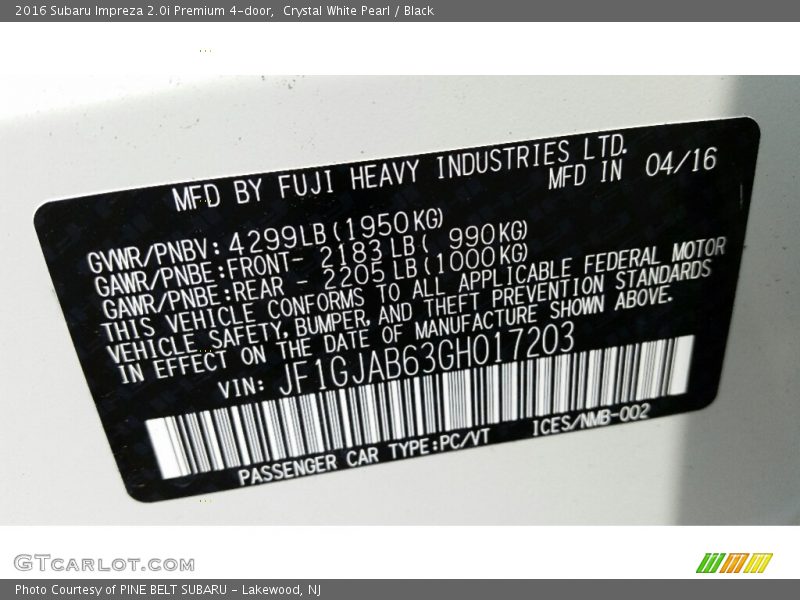 2016 Subaru Impreza 2.0i Premium 4-door,  Crystal White Pearl / Black
MFD BY FUJI HEAVY INDUSTRIES LTD.
MFD IN 04/16
GVWR/PNBV: 4299LB(1950KG)
GAWR/PNBE:FRONT- 2183 LB( 990KG)
GAWR/PNBE:REAR - 2205 LB(1000KG)
THIS VEHICLE CONFORMS TO ALL APPLICABLE FEDERAL MOTOR
VEHICLE SAFETY, BUMPER, AND THEFT PREVENTION STANDARDS
IN EFFECT ON THE DATE OF MANUFACTURE SHOWN ABOVE.
VIN: JF1GJAB63GH017203
PASSENGER CAR TYPE:PC/VT ICES/NMB-002
GTCARLOT.COM
Photo Courtesy of PINE BELT SUBARU - Lakewood, NJ